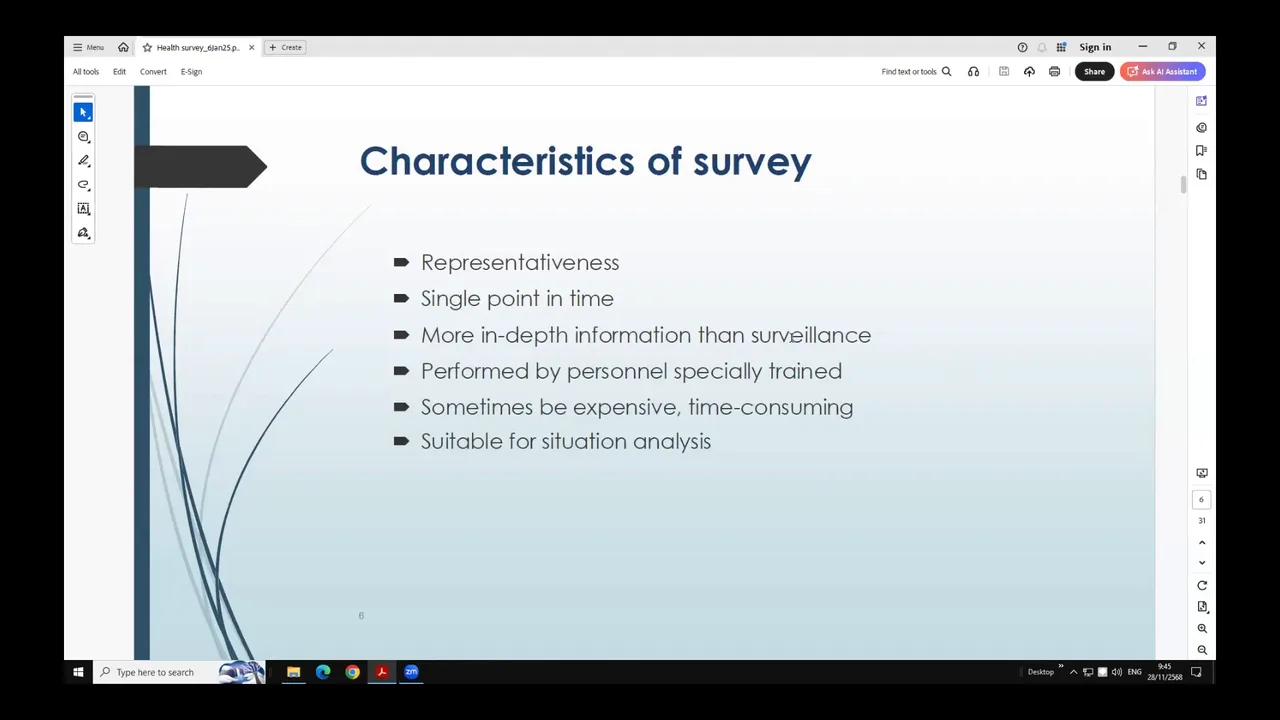 Menu
Health survey_6Jan25.p..
Create
Sign in
All tools
Edit
Convert
E-Sign
Find text or tools
Share
Ask AI Assistant
Characteristics of survey
Representativeness
Single point in time
More in-depth information than surveillance
Performed by personnel specially trained
Sometimes be expensive, time-consuming
Suitable for situation analysis
6
6
31
Type here to search
zm
Desktop
ENG
9:45
28/11/2568